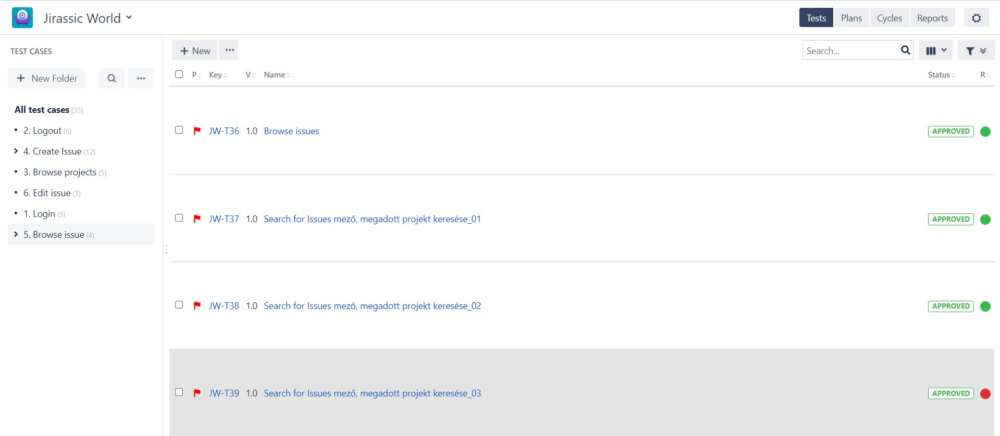 Jirassic World
Tests Plans Cycles Reports
TEST CASES
+ New Folder
...
All test cases (35)
• 2. Logout (6)
4. Create Issue (12)
• 3. Browse projects (5)
• 6. Edit issue (3)
• 1. Login (5)
5. Browse issue (4)
+ New
...
Search...
P Key V Name Status R
JW-T36 1.0 Browse issues APPROVED
JW-T37 1.0 Search for Issues mező, megadott projekt keresése_01 APPROVED
JW-T38 1.0 Search for Issues mező, megadott projekt keresése_02 APPROVED
JW-T39 1.0 Search for Issues mező, megadott projekt keresése_03 APPROVED